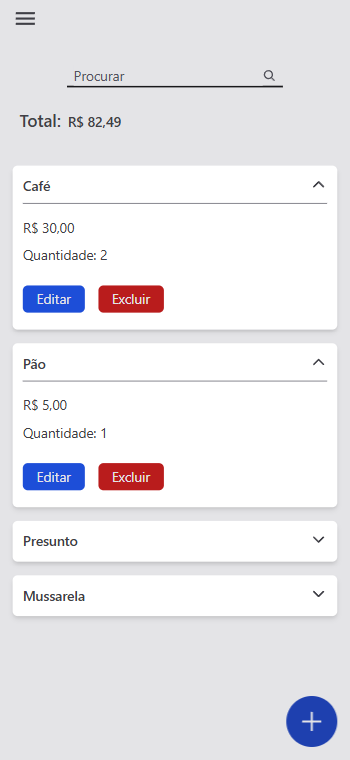 Procurar
Total: R$ 82,49
Café
R$ 30,00
Quantidade: 2
Editar Excluir
Pão
R$ 5,00
Quantidade: 1
Editar Excluir
Presunto
Mussarela